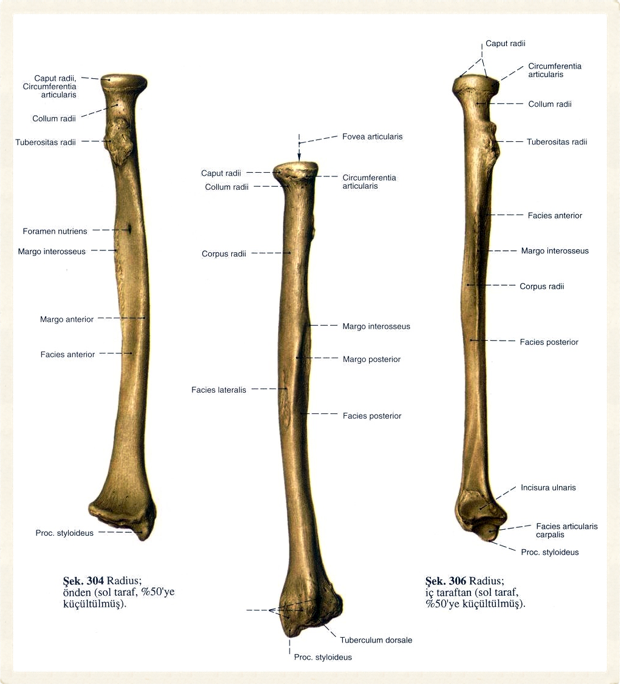 Caput radii,
Circumferentia
articularis
Collum radii
Tuberositas radii
Foramen nutriens
Margo interosseus
Margo anterior
Facies anterior
Proc. styloideus
Şek. 304 Radius;
önden (sol taraf, %50'ye
küçültülmüş).
Fovea articularis
Caput radii
Collum radii
Circumferentia
articularis
Corpus radii
Margo interosseus
Margo posterior
Facies lateralis
Facies posterior
Tuberculum dorsale
Proc. styloideus
Caput radii
Circumferentia
articularis
Collum radii
Tuberositas radii
Facies anterior
Margo interosseus
Corpus radii
Facies posterior
Incisura ulnaris
Facies articularis
carpalis
Proc. styloideus
Şek. 306 Radius;
iç taraftan (sol taraf,
%50'ye küçültülmüş).